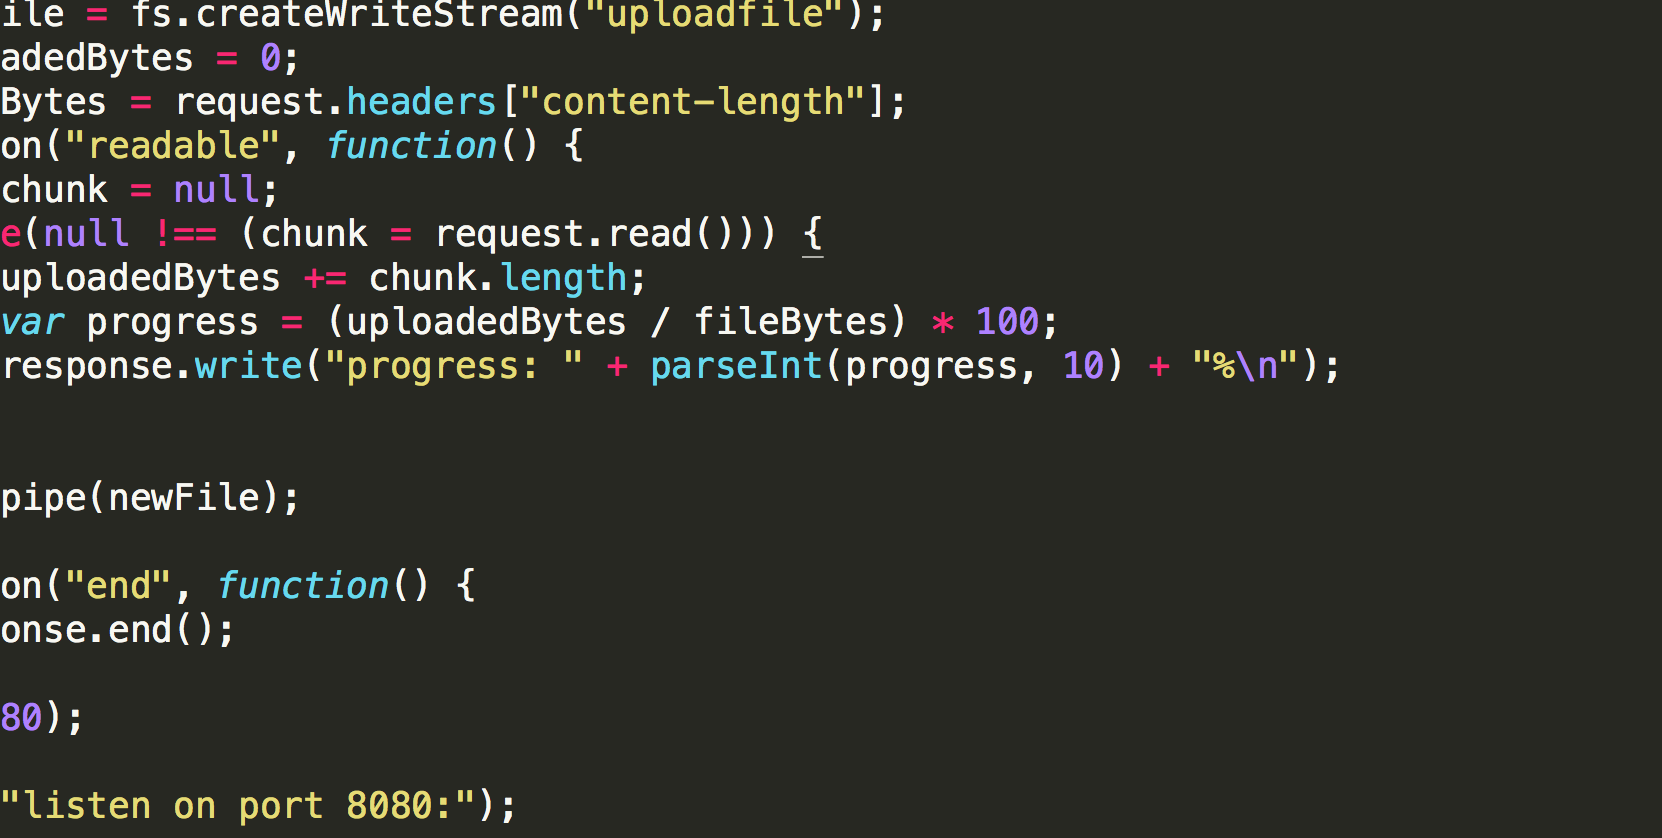 ile = fs.createWriteStream("uploadfile");
adedBytes = 0;
Bytes = request.headers["content-length"];
on("readable", function() {
chunk = null;
e(null !== (chunk = request.read())) {
uploadedBytes += chunk.length;
var progress = (uploadedBytes / fileBytes) * 100;
response.write("progress: " + parseInt(progress, 10) + "%\n");
pipe(newFile);
on("end", function() {
onse.end();
80);
"listen on port 8080:");